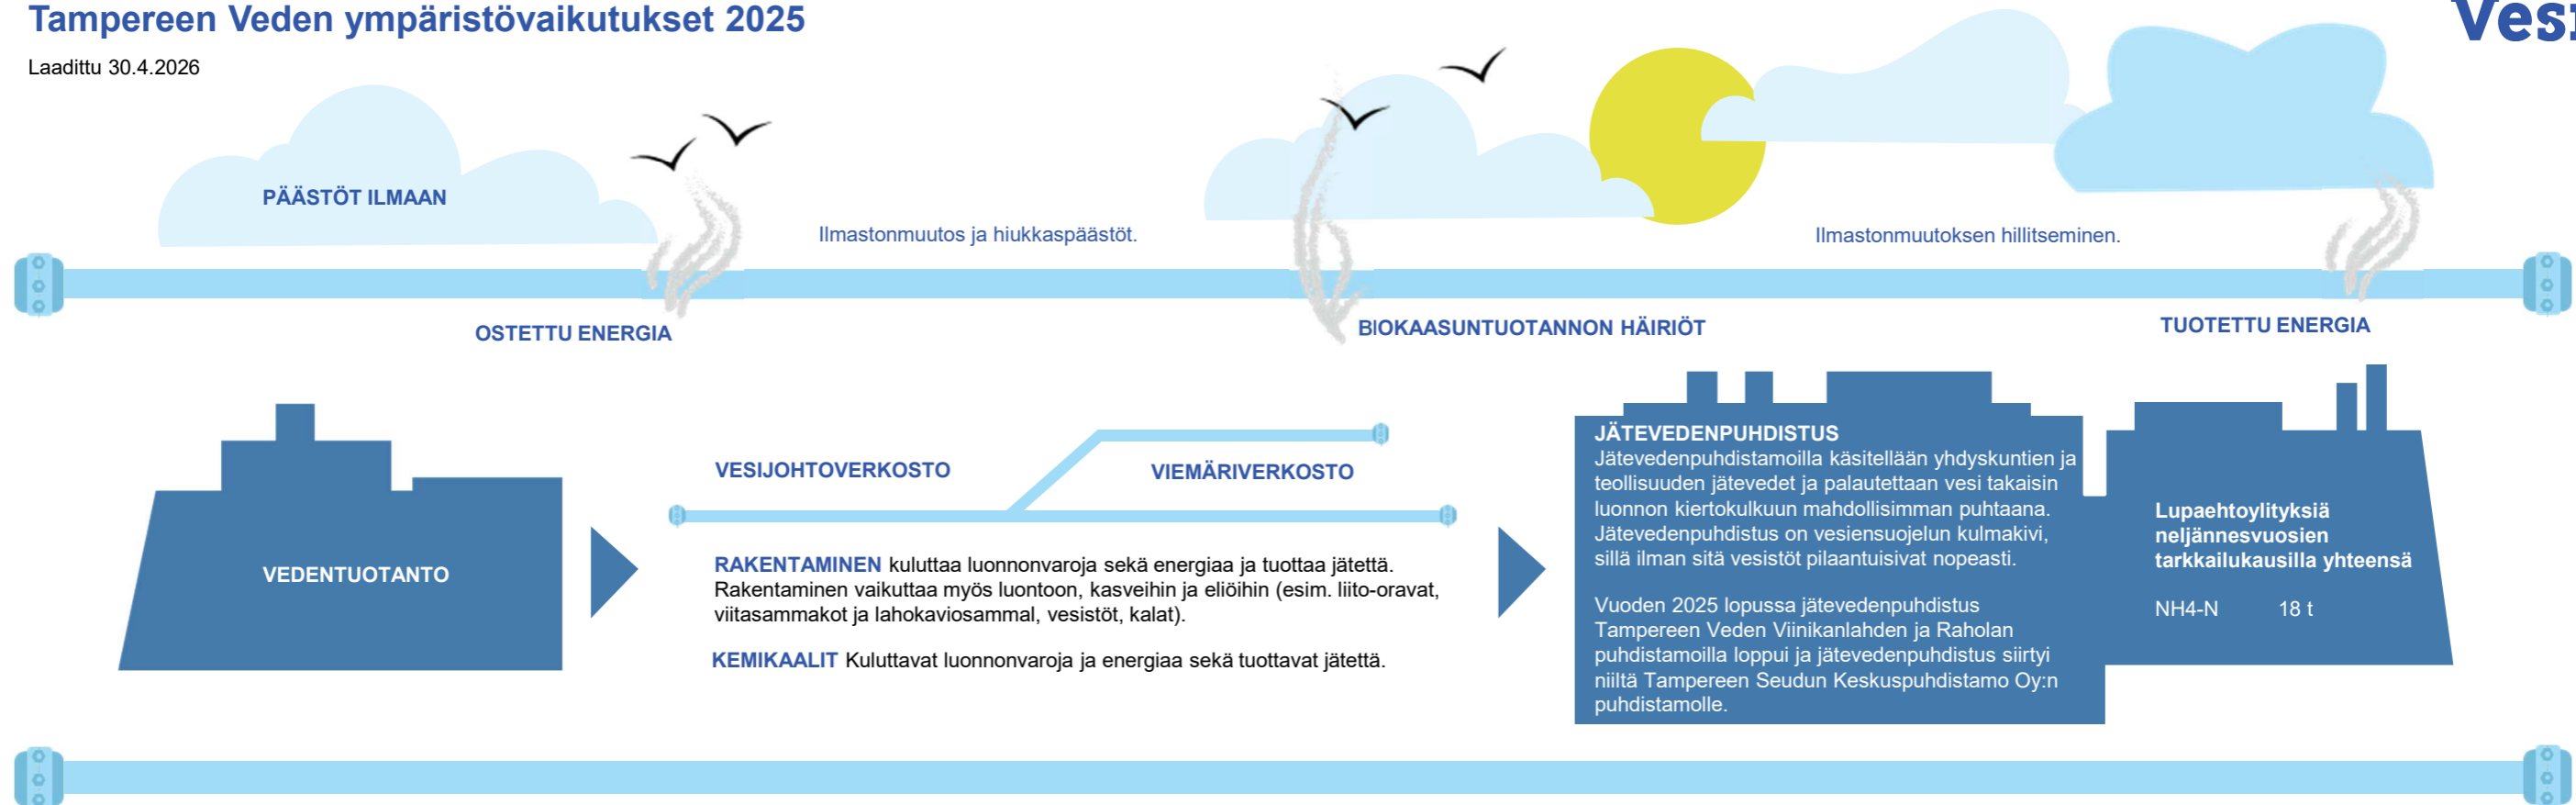 Tampereen Veden ympäristövaikutukset 2025
Laadittu 30.4.2026
PÄÄSTÖT ILMAAN
Ilmastonmuutos ja hiukkaspäästöt.
Ilmastonmuutoksen hillitseminen.
OSTETTU ENERGIA
BIOKAASUNTUOTANNON HÄIRIÖT
TUOTETTU ENERGIA
VEDENTUOTANTO
VESIJOHTOVERKOSTO
VIEMÄRIVERKOSTO
RAKENTAMINEN kuluttaa luonnonvaroja sekä energiaa ja tuottaa jätettä.
Rakentaminen vaikuttaa myös luontoon, kasveihin ja eliöihin (esim. liito-oravat,
viitasammakot ja lahokaviosammal, vesistöt, kalat).
KEMIKAALIT Kuluttavat luonnonvaroja ja energiaa sekä tuottavat jätettä.
JÄTEVEDENPUHDISTUS
Jätevedenpuhdistamoilla käsitellään yhdyskuntien ja
teollisuuden jätevedet ja palautetaan vesi takaisin
luonnon kiertokulkuun mahdollisimman puhtaana.
Jätevedenpuhdistus on vesiensuojelun kulmakivi,
sillä ilman sitä vesistöt pilaantuisivat nopeasti.
Vuoden 2025 lopussa jätevedenpuhdistus
Tampereen Veden Viinikanlahden ja Raholan
puhdistamoilla loppui ja jätevedenpuhdistus siirtyi
niiltä Tampereen Seudun Keskuspuhdistamo Oy:n
puhdistamolle.
Lupaehtoylityksiä
neljännesvuosien
tarkkailukausilla yhteensä
NH4-N 18 t